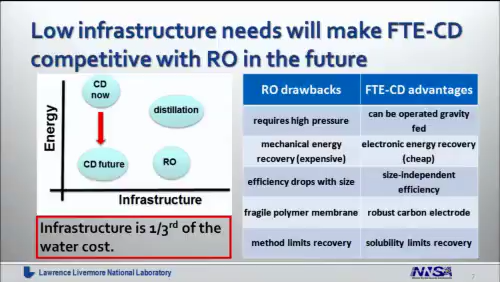 Low infrastructure needs will make FTE-CD
competitive with RO in the future
Energy
CD
now
distillation
CD future
RO
Infrastructure
Infrastructure is 1/3rd of the
water cost.
RO drawbacks
FTE-CD advantages
requires high pressure
can be operated gravity
fed
mechanical energy
recovery (expensive)
electronic energy recovery
(cheap)
efficiency drops with size
size-independent
efficiency
fragile polymer membrane
robust carbon electrode
method limits recovery
solubility limits recovery
Lawrence Livermore National Laboratory
NNSA